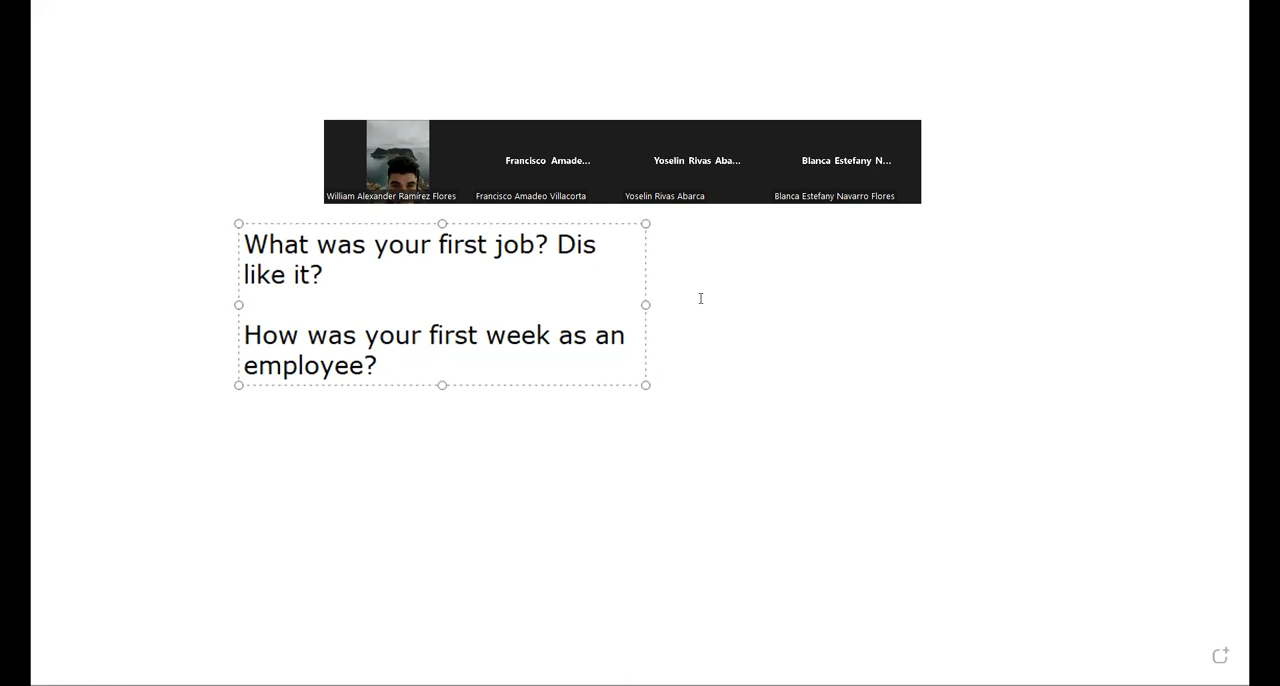 Francisco Amade... Yoselin Rivas Aba... Blanca Estefany N...
William Alexander Ramírez Flores Francisco Amadeo Villacorta Yoselin Rivas Abarca Blanca Estefany Navarro Flores
What was your first job? Dis
like it?
How was your first week as an
employee?